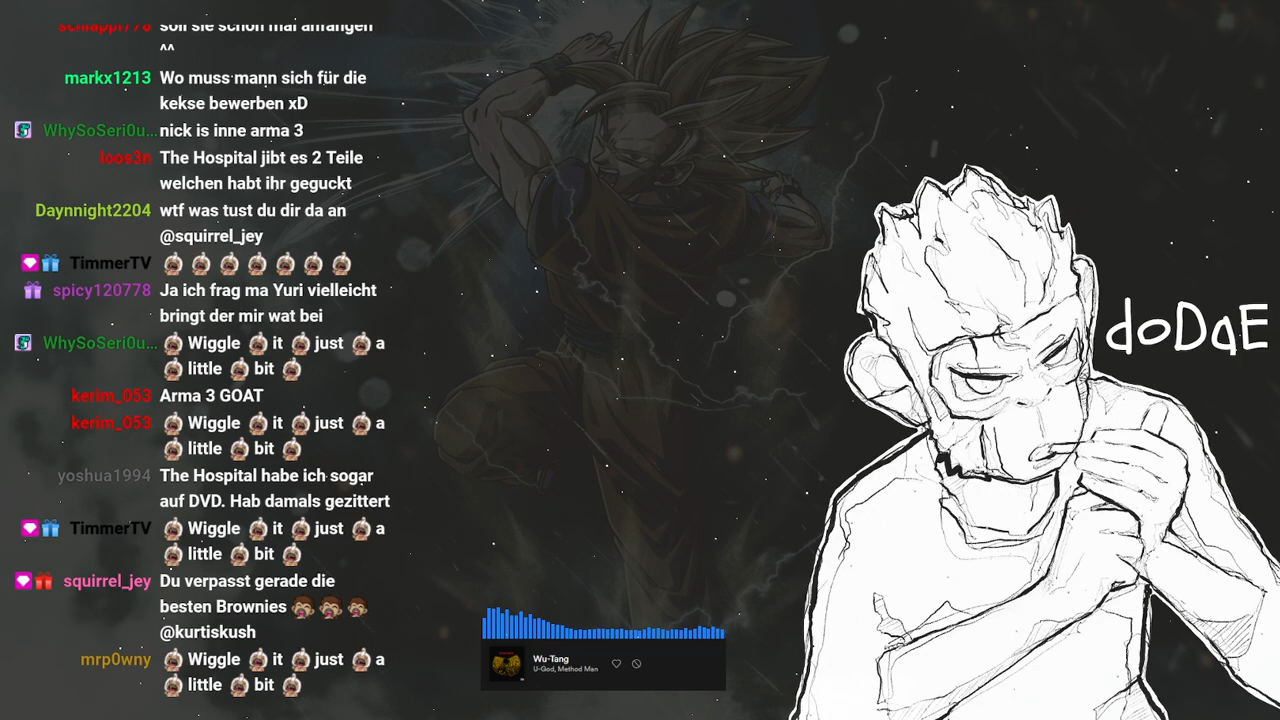 schlappi778 soll sie schon mal anfangen
^^
markx1213 Wo muss mann sich für die
kekse bewerben xD
WhySoSeri0u... nick is inne arma 3
loos3n The Hospital jibt es 2 Teile
welchen habt ihr geguckt
Daynnight2204 wtf was tust du dir da an
@squirrel_jey
TimmerTV
spicy120778 Ja ich frag ma Yuri vielleicht
bringt der mir wat bei
WhySoSeri0u... Wiggle it just a
little bit
kerim_053 Arma 3 GOAT
kerim_053 Wiggle it just a
little bit
yoshua1994 The Hospital habe ich sogar
auf DVD. Hab damals gezittert
TimmerTV Wiggle it just a
little bit
squirrel_jey Du verpasst gerade die
besten Brownies
@kurtiskush
mrp0wny Wiggle it just a
little bit
doDaE
Wu-Tang
U-God, Method Man